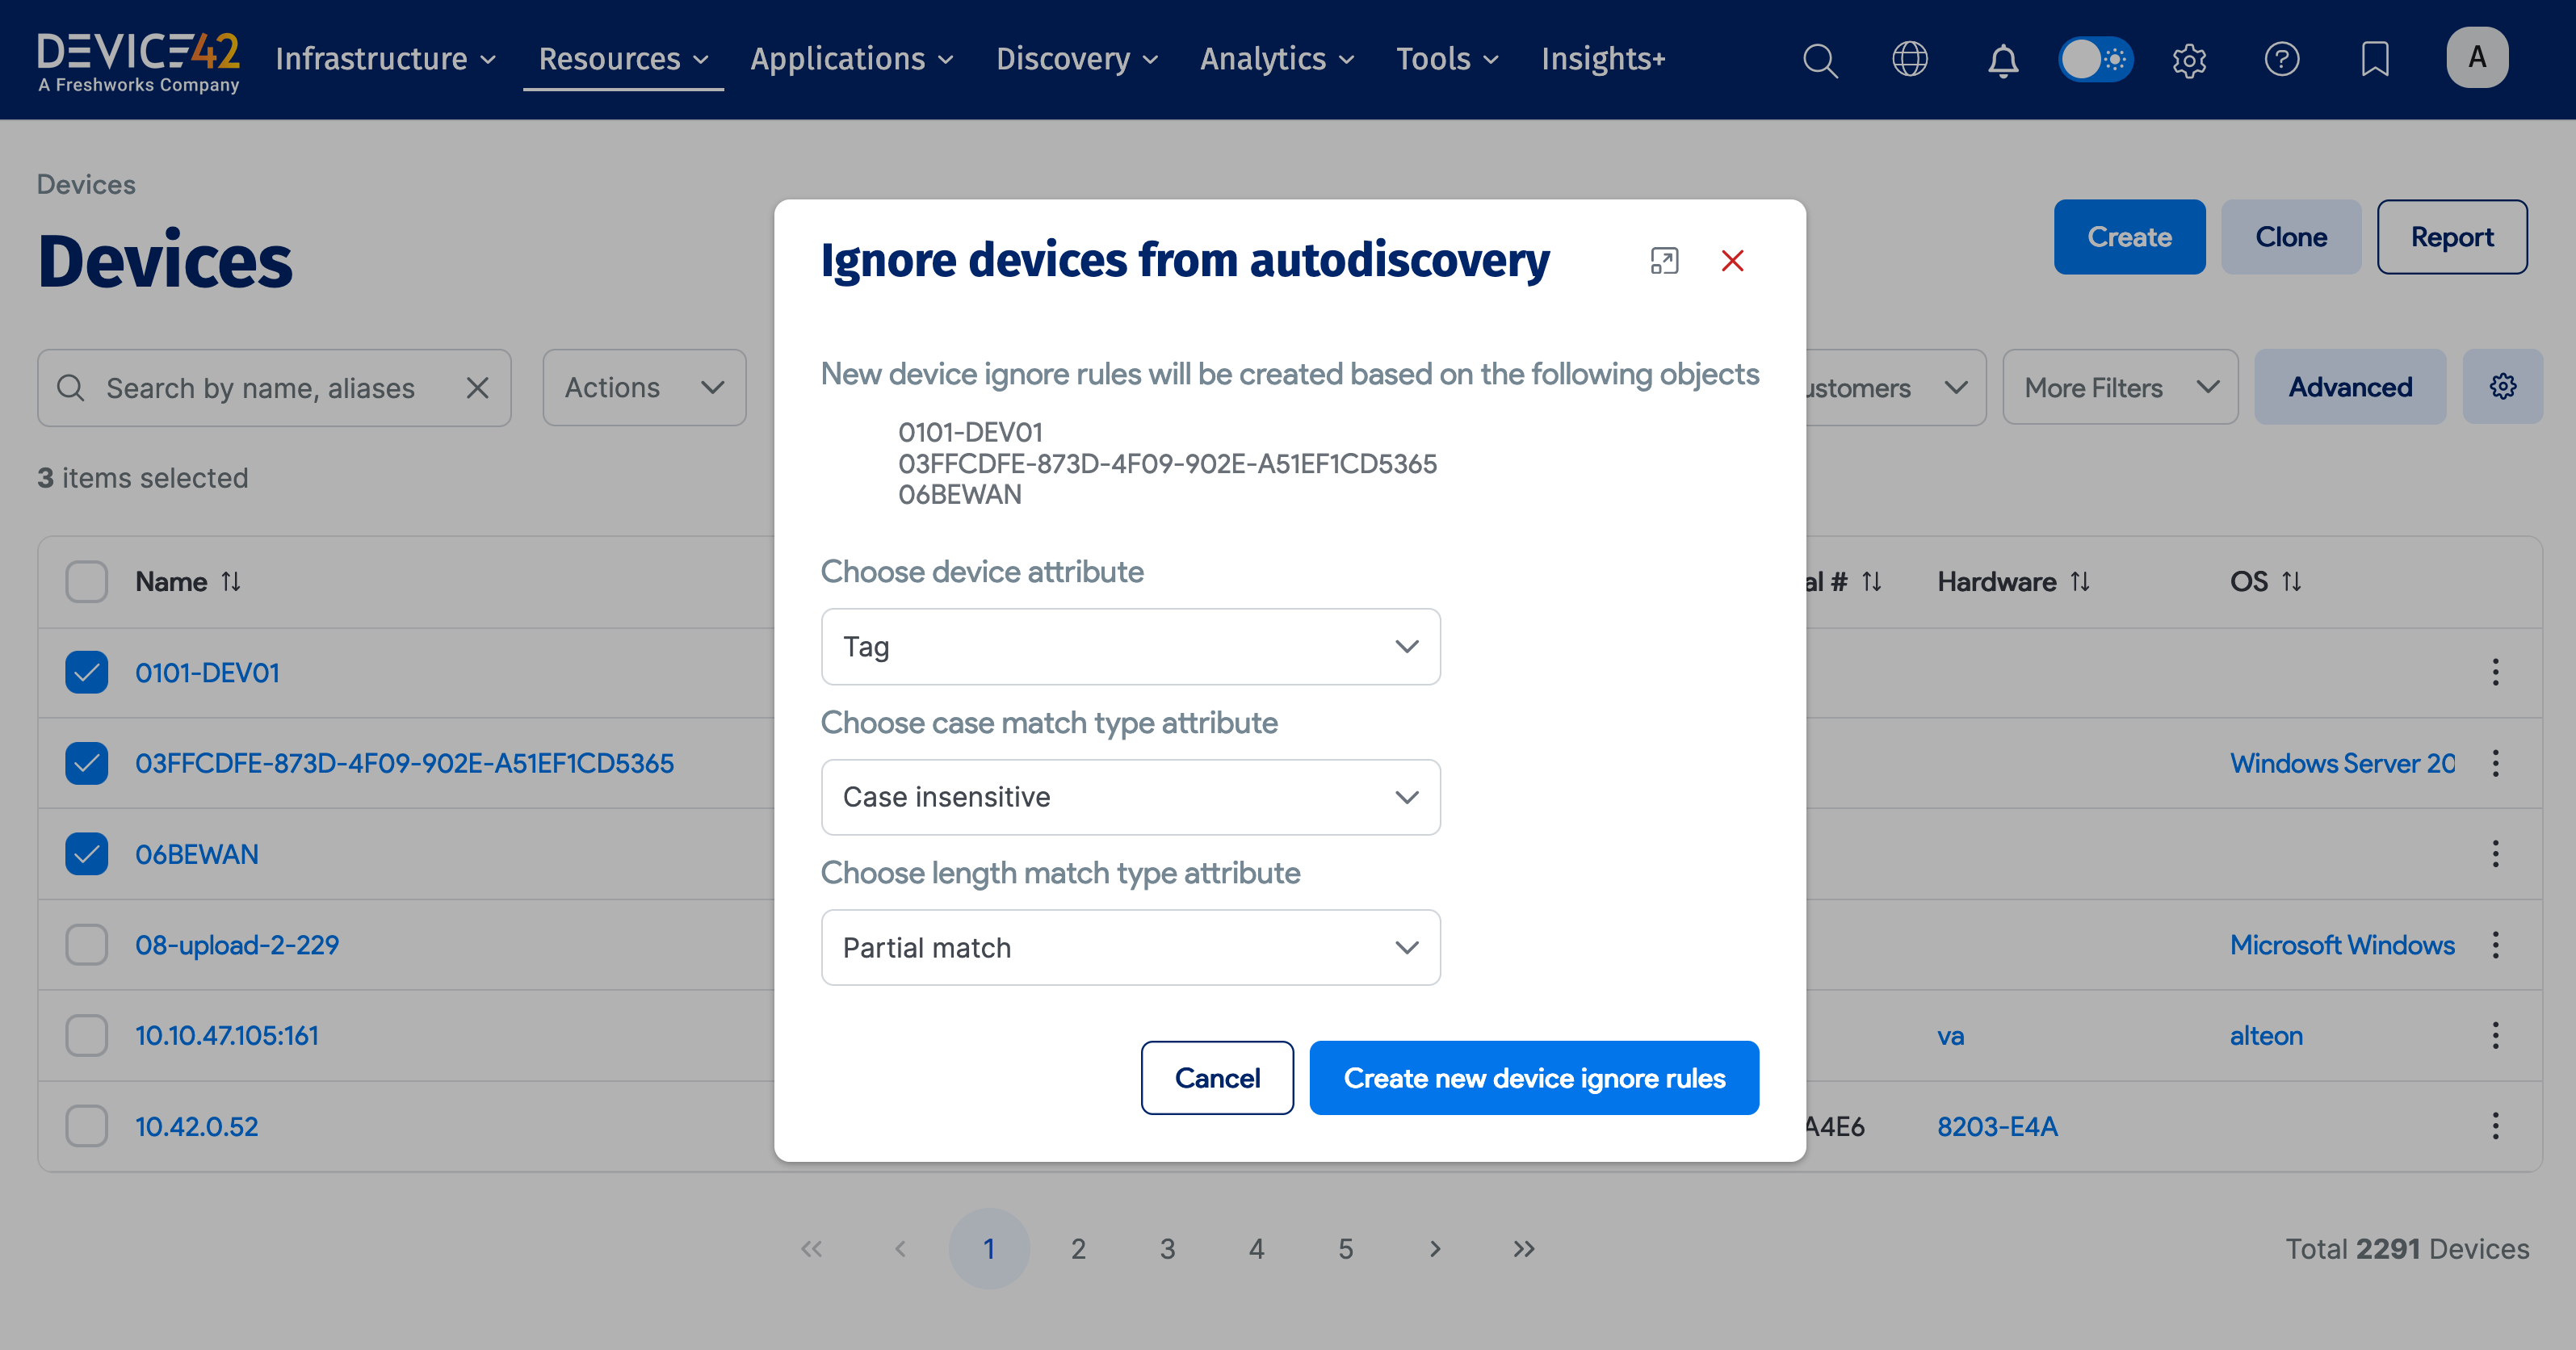 DEVICE42
A Freshworks Company
Infrastructure
Resources
Applications
Discovery
Analytics
Tools
Insights+
A
Devices
Devices
Create
Clone
Report
Search by name, aliases
Actions
ustomers
More Filters
Advanced
3 items selected
Name
al #
Hardware
OS
0101-DEV01
03FFCDFE-873D-4F09-902E-A51EF1CD5365
Windows Server 20
06BEWAN
08-upload-2-229
Microsoft Windows
10.10.47.105:161
va
alteon
10.42.0.52
A4E6
8203-E4A
Ignore devices from autodiscovery
New device ignore rules will be created based on the following objects
0101-DEV01
03FFCDFE-873D-4F09-902E-A51EF1CD5365
06BEWAN
Choose device attribute
Tag
Choose case match type attribute
Case insensitive
Choose length match type attribute
Partial match
Cancel
Create new device ignore rules
1
2
3
4
5
Total 2291 Devices